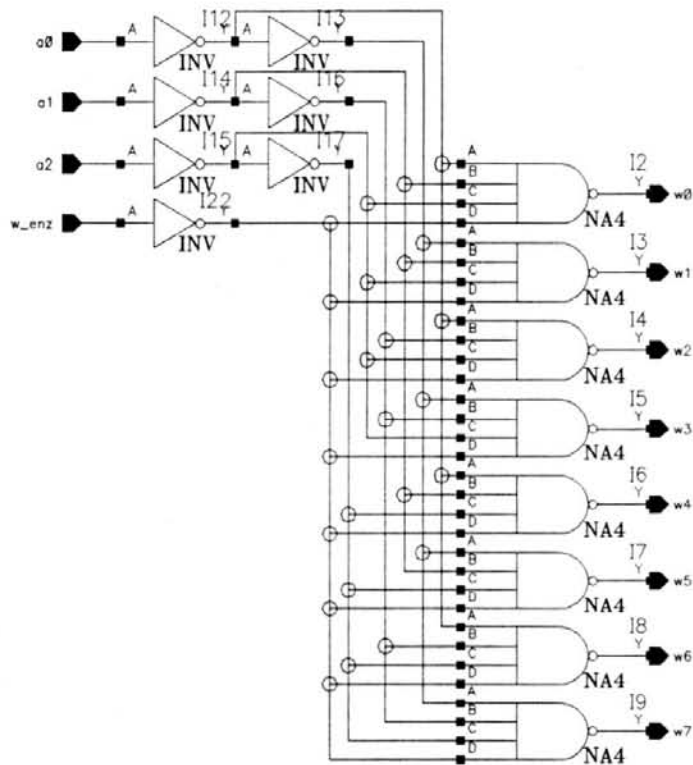 I12 I13
a0 A Y A Y
INV INV
I14 I16
a1 A Y A Y
INV INV
I15 I17
a2 A Y A Y
INV INV
I22
w_enz A Y
INV
A
B
C
D
I2
Y
w0
NA4
A
B
C
D
I3
Y
w1
NA4
A
B
C
D
I4
Y
w2
NA4
A
B
C
D
I5
Y
w3
NA4
A
B
C
D
I6
Y
w4
NA4
A
B
C
D
I7
Y
w5
NA4
A
B
C
D
I8
Y
w6
NA4
A
B
C
D
I9
Y
w7
NA4